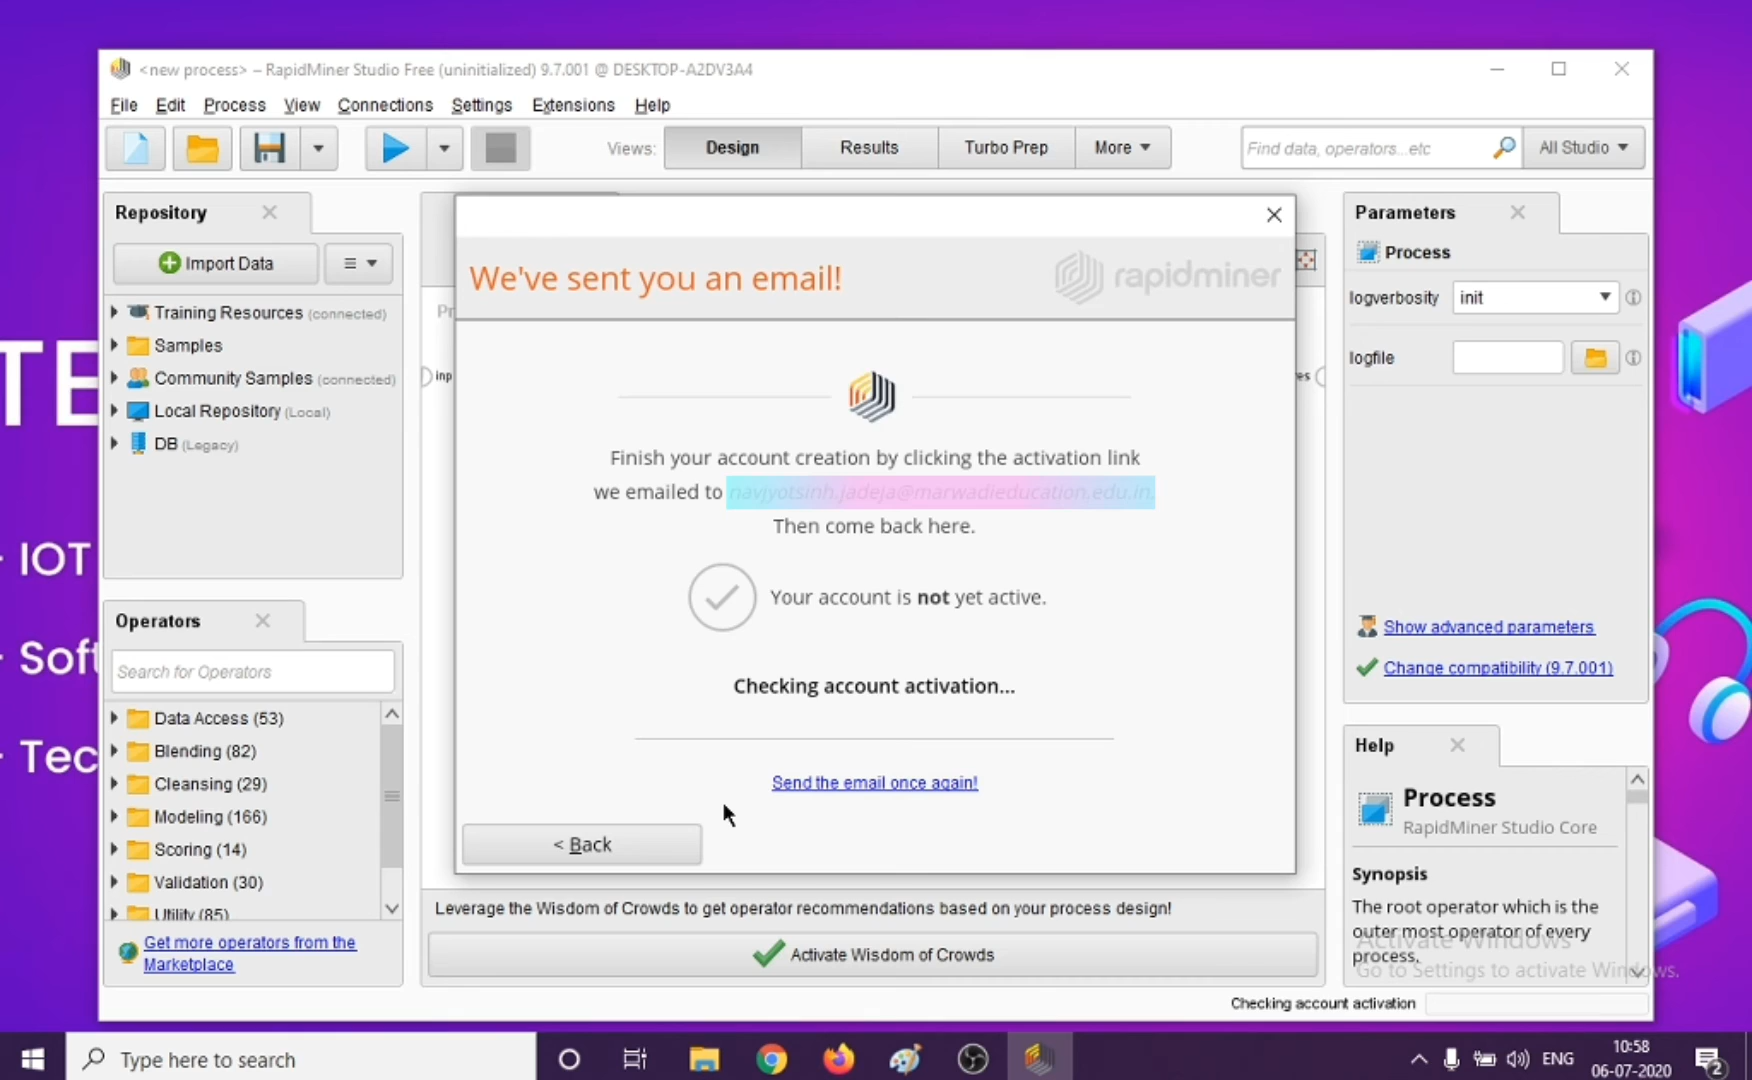 <new process> – RapidMiner Studio Free (uninitialized) 9.7.001 @ DESKTOP-A2DV3A4
File Edit Process View Connections Settings Extensions Help
Views: Design Results Turbo Prep More
Find data, operators...etc All Studio
Repository
Import Data
Training Resources (connected)
Samples
Community Samples (connected)
Local Repository (Local)
DB (Legacy)
Operators
Search for Operators
Data Access (53)
Blending (82)
Cleansing (29)
Modeling (166)
Scoring (14)
Validation (30)
Utility (85)
Get more operators from the
Marketplace
Pr
inp
We've sent you an email!
rapidminer
Finish your account creation by clicking the activation link
we emailed to navjyotsinh.jadeja@marwadieducation.edu.in.
Then come back here.
Your account is not yet active.
Checking account activation...
Send the email once again!
< Back
es
Leverage the Wisdom of Crowds to get operator recommendations based on your process design!
Activate Wisdom of Crowds
Parameters
Process
logverbosity init
logfile
Show advanced parameters
Change compatibility (9.7.001)
Help
Process
RapidMiner Studio Core
Synopsis
The root operator which is the
outer most operator of every
process.
Activate Windows
Go to Settings to activate Windows.
Checking account activation
TE
- IOT
- Soft
- Tec
Type here to search
ENG
10:58
06-07-2020
2